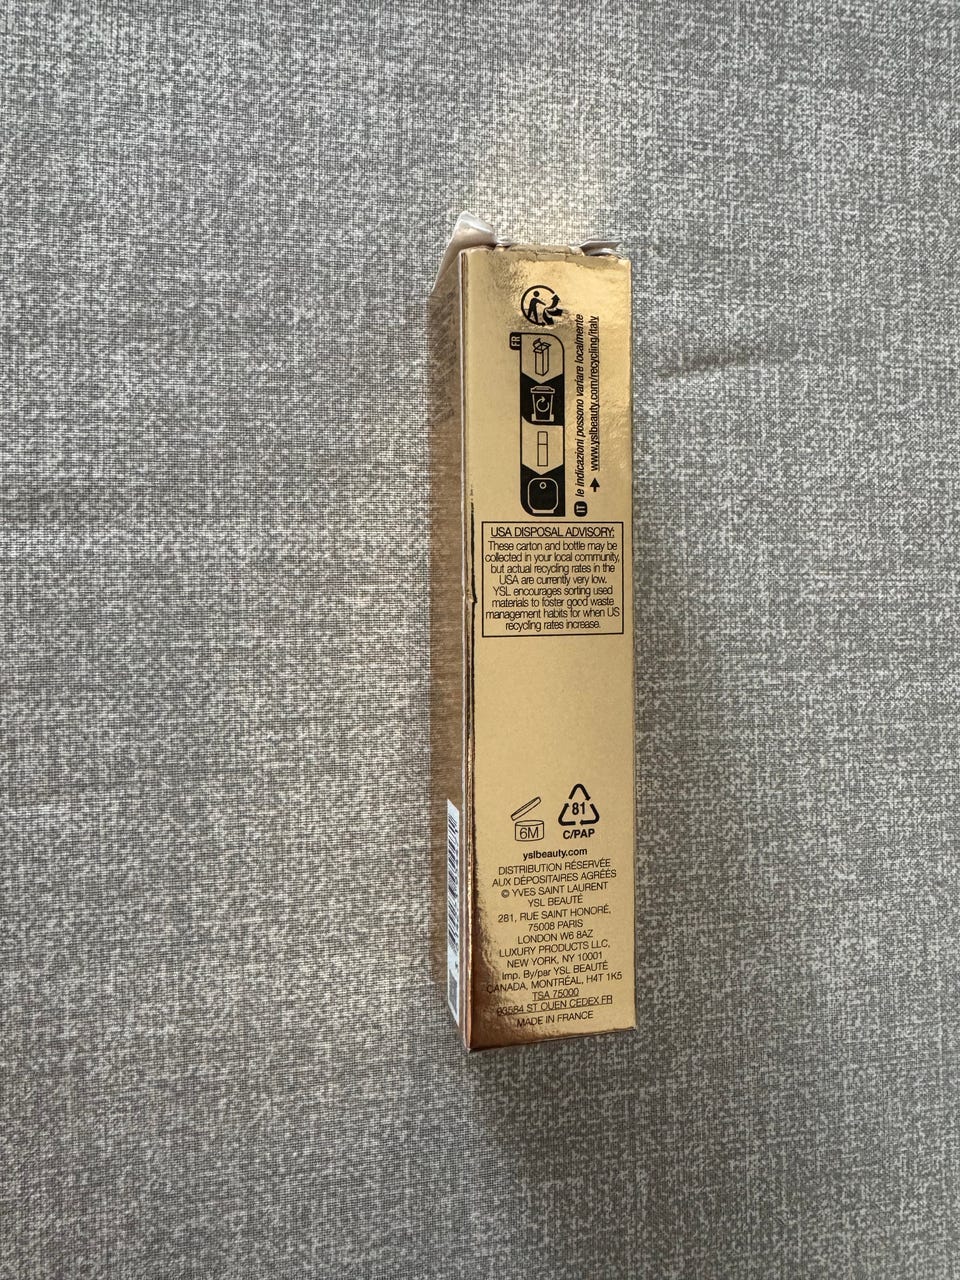 FR
IT le indicazioni possono variare localmente
www.yslbeauty.com/recycling/italy
USA DISPOSAL ADVISORY:
These carton and bottle may be
collected in your local community,
but actual recycling rates in the
USA are currently very low.
YSL encourages sorting used
materials to foster good waste
management habits for when US
recycling rates increase.
6M
81
C/PAP
yslbeauty.com
DISTRIBUTION RÉSERVÉE
AUX DÉPOSITAIRES AGRÉÉS
© YVES SAINT LAURENT
YSL BEAUTÉ
281, RUE SAINT HONORÉ,
75008 PARIS
LONDON W6 8AZ
LUXURY PRODUCTS LLC,
NEW YORK, NY 10001
Imp. By/par YSL BEAUTÉ
CANADA, MONTRÉAL, H4T 1K5
TSA 75000
93584 ST OUEN CEDEX FR
MADE IN FRANCE